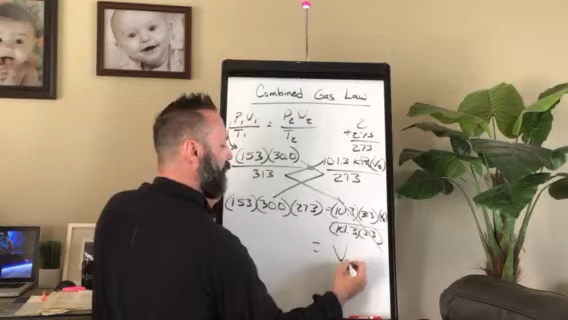 Combined Gas Law
P₁V₁ / T₁ = P₂V₂ / T₂
+273
273
(153)(30.0) / 313 101.3 KPa(V₂) / 273
(153)(30.0)(273) = (101.3)(313)(V₂)
(101.3)(313)
= V